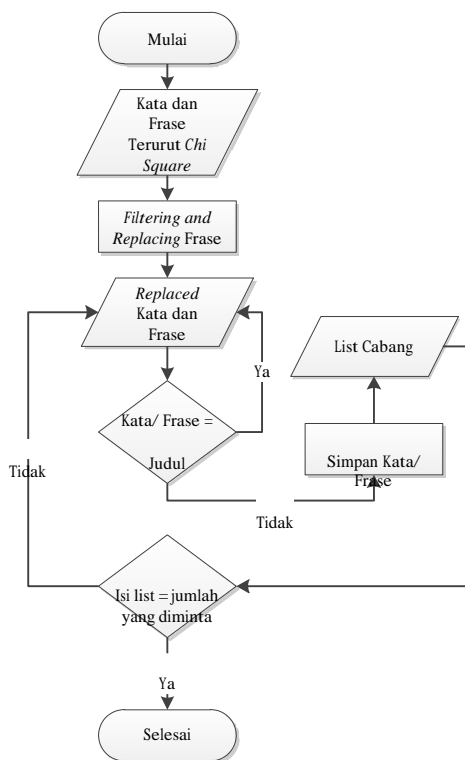 Mulai
Kata dan
Frase
Terurut Chi
Square
Filtering and
Replacing Frase
Replaced
Kata dan
Frase
List Cabang
Ya
Kata/ Frase =
Judul
Simpan Kata/
Frase
Tidak
Tidak
Isi list = jumlah
yang diminta
Ya
Selesai